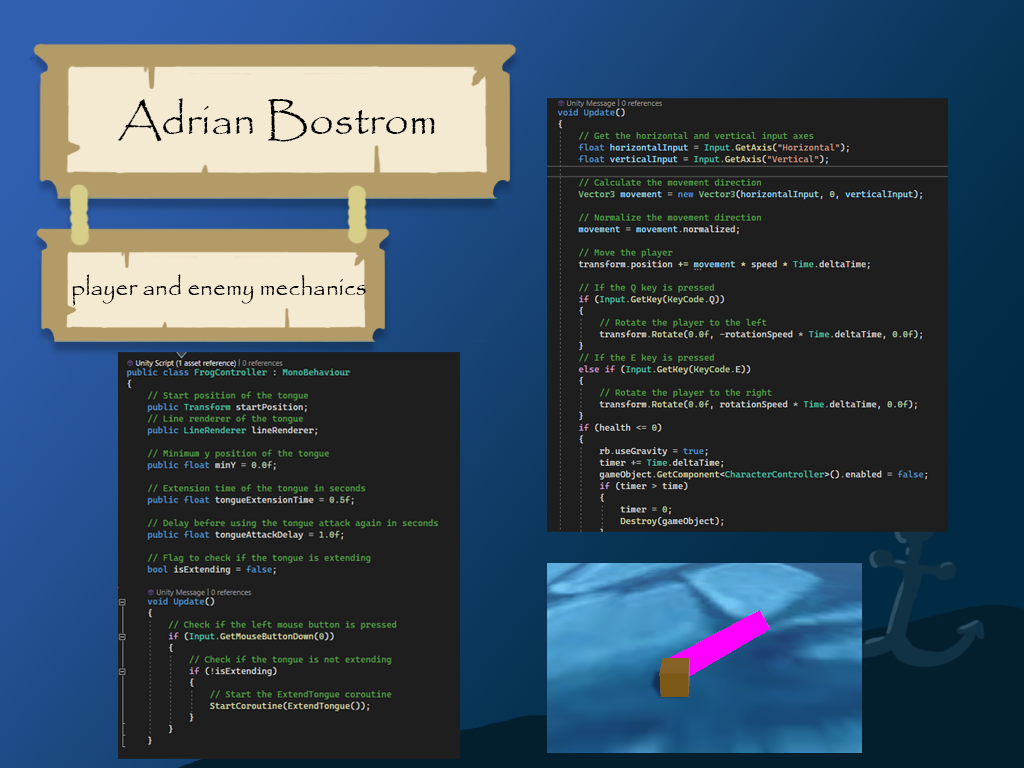 Adrian Bostrom
player and enemy mechanics
Unity Script (1 asset reference) | 0 references
public class FrogController : MonoBehaviour
{
// Start position of the tongue
public Transform startPosition;
// Line renderer of the tongue
public LineRenderer lineRenderer;
// Minimum y position of the tongue
public float minY = 0.0f;
// Extension time of the tongue in seconds
public float tongueExtensionTime = 0.5f;
// Delay before using the tongue attack again in seconds
public float tongueAttackDelay = 1.0f;
// Flag to check if the tongue is extending
bool isExtending = false;
Unity Message | 0 references
void Update()
{
// Check if the left mouse button is pressed
if (Input.GetMouseButtonDown(0))
{
// Check if the tongue is not extending
if (!isExtending)
{
// Start the ExtendTongue coroutine
StartCoroutine(ExtendTongue());
}
}
}
Unity Message | 0 references
void Update()
{
// Get the horizontal and vertical input axes
float horizontalInput = Input.GetAxis("Horizontal");
float verticalInput = Input.GetAxis("Vertical");
// Calculate the movement direction
Vector3 movement = new Vector3(horizontalInput, 0, verticalInput);
// Normalize the movement direction
movement = movement.normalized;
// Move the player
transform.position += movement * speed * Time.deltaTime;
// If the Q key is pressed
if (Input.GetKey(KeyCode.Q))
{
// Rotate the player to the left
transform.Rotate(0.0f, -rotationSpeed * Time.deltaTime, 0.0f);
}
// If the E key is pressed
else if (Input.GetKey(KeyCode.E))
{
// Rotate the player to the right
transform.Rotate(0.0f, rotationSpeed * Time.deltaTime, 0.0f);
}
if (health <= 0)
{
rb.useGravity = true;
timer += Time.deltaTime;
gameObject.GetComponent<CharacterController>().enabled = false;
if (timer > time)
{
timer = 0;
Destroy(gameObject);